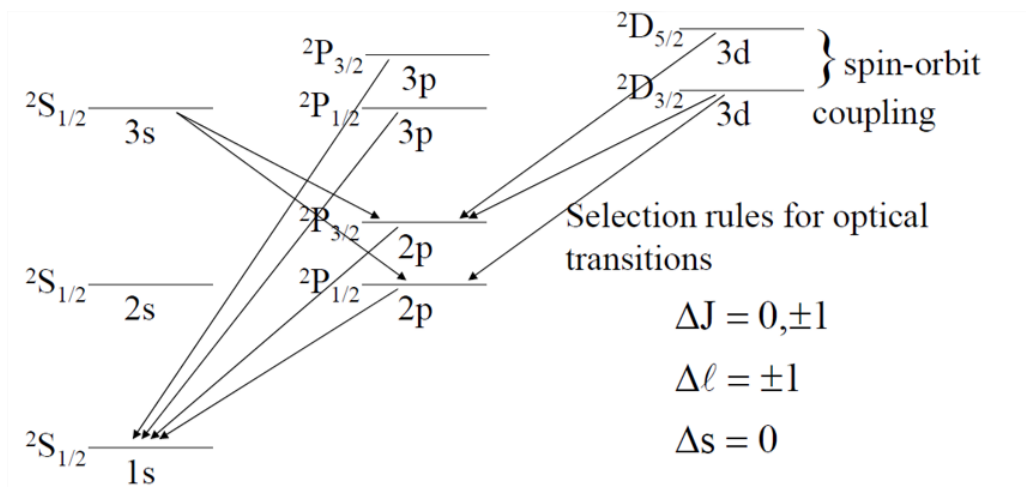 ²D₅/₂
3d
} spin-orbit
²P₃/₂
3p
²D₃/₂
3d
coupling
²S₁/₂
3s
²P₁/₂
3p
²P₃/₂
2p
Selection rules for optical
transitions
²S₁/₂
2s
²P₁/₂
2p
ΔJ = 0,±1
Δℓ = ±1
Δs = 0
²S₁/₂
1s